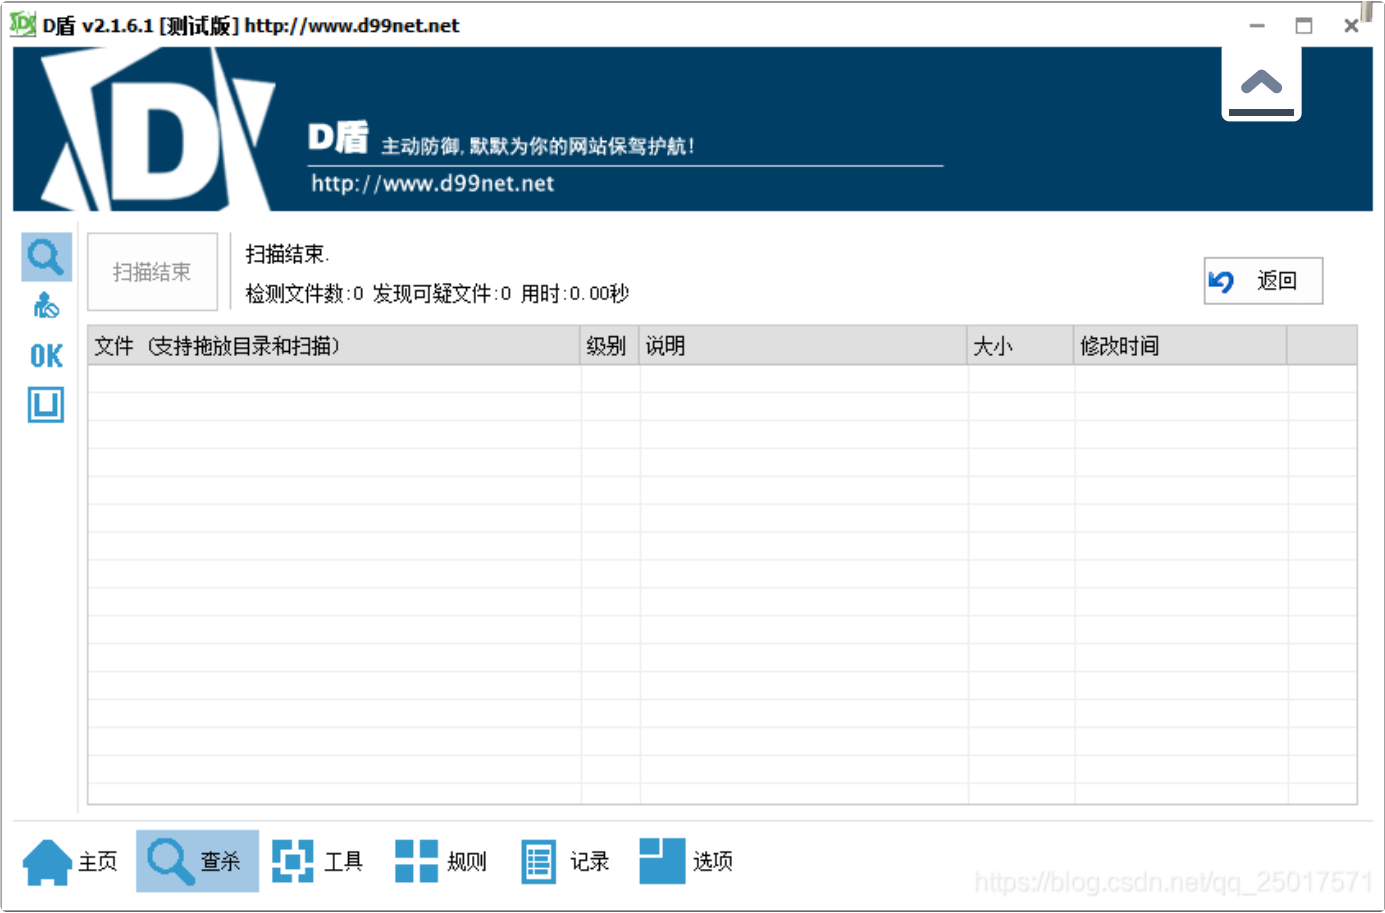 D盾 v2.1.6.1 [测试版] http://www.d99net.net
D盾 主动防御,默默为你的网站保驾护航!
http://www.d99net.net
扫描结束
扫描结束.
检测文件数:0 发现可疑文件:0 用时:0.00秒
返回
文件 (支持拖放目录和扫描) 级别 说明 大小 修改时间
OK
主页 查杀 工具 规则 记录 选项
https://blog.csdn.net/qq_25017571